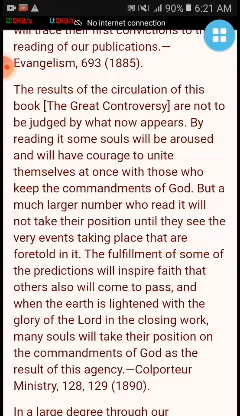 90% 6:21 AM
0KB/s U:0KB/s No internet connection
will trace their first convictions to the
reading of our publications.—
Evangelism, 693 (1885).
The results of the circulation of this
book [The Great Controversy] are not to
be judged by what now appears. By
reading it some souls will be aroused
and will have courage to unite
themselves at once with those who
keep the commandments of God. But a
much larger number who read it will
not take their position until they see the
very events taking place that are
foretold in it. The fulfillment of some of
the predictions will inspire faith that
others also will come to pass, and
when the earth is lightened with the
glory of the Lord in the closing work,
many souls will take their position on
the commandments of God as the
result of this agency.—Colporteur
Ministry, 128, 129 (1890).
In a large degree through our